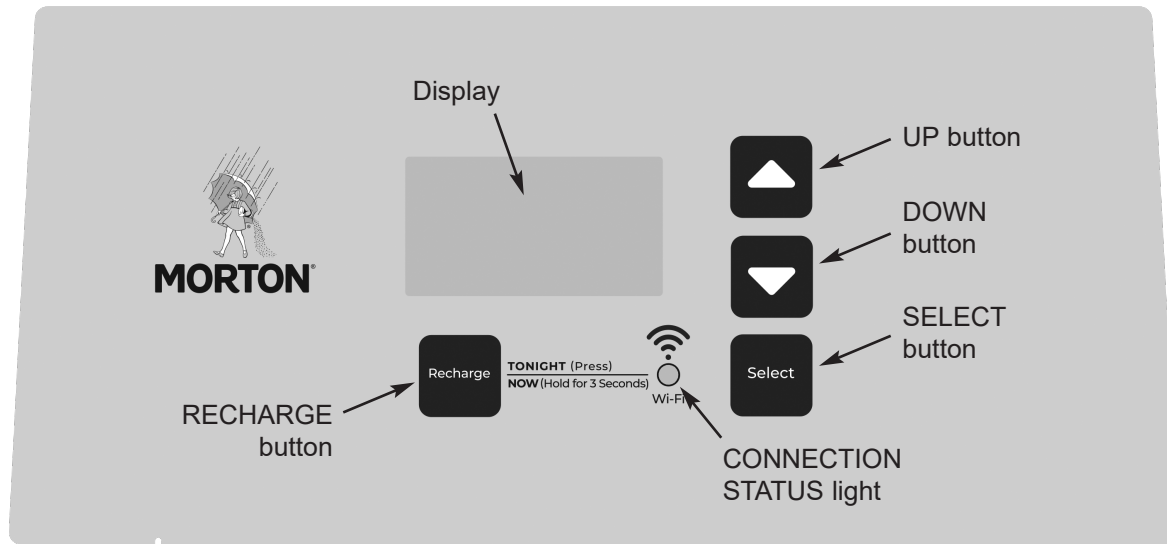 Display
UP button
DOWN
button
MORTON®
SELECT
button
Recharge
TONIGHT (Press)
NOW (Hold for 3 Seconds)
Wi-Fi
Select
RECHARGE
button
CONNECTION
STATUS light